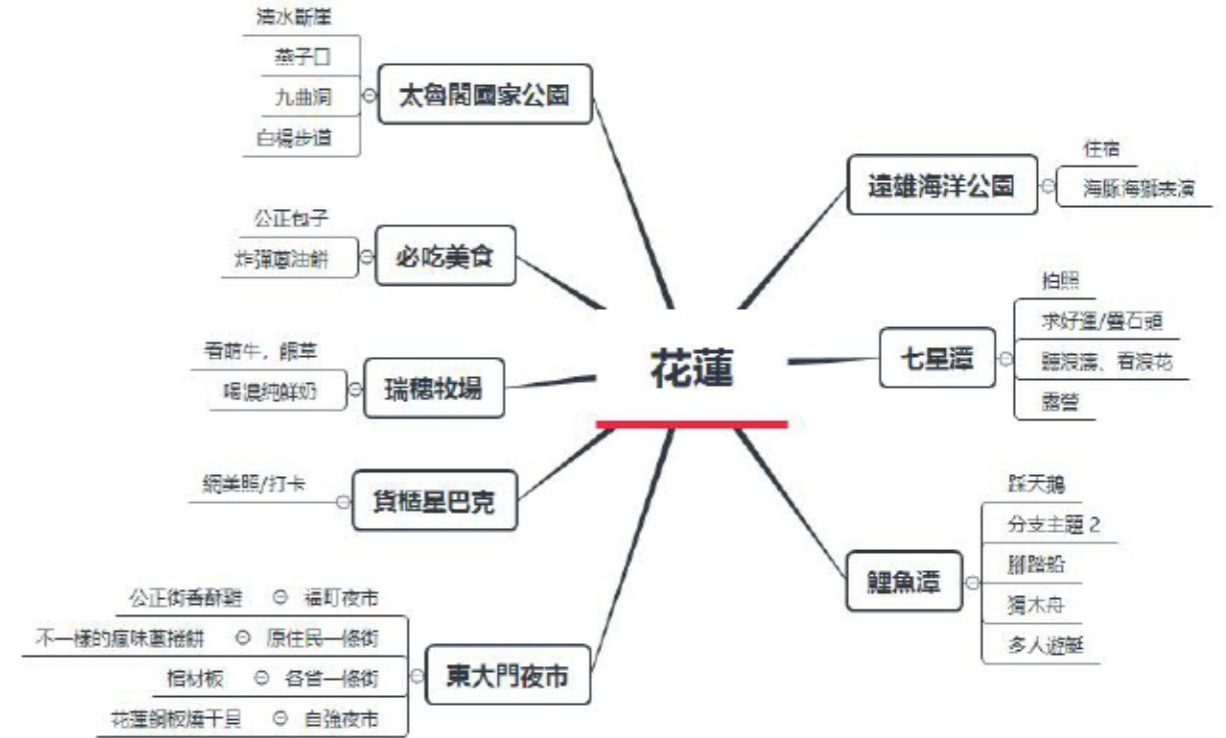 花蓮
太魯閣國家公園
清水斷崖
燕子口
九曲洞
白楊步道
必吃美食
公正包子
炸彈蔥油餅
瑞穗牧場
看萌牛，餵草
喝濃純鮮奶
貨櫃星巴克
網美照/打卡
東大門夜市
福町夜市
公正街香酥雞
原住民一條街
不一樣的瘋味蔥捲餅
各省一條街
棺材板
自強夜市
花蓮銅板燒干貝
遠雄海洋公園
住宿
海豚海獅表演
七星潭
拍照
求好運/疊石頭
聽浪濤、看浪花
露營
鯉魚潭
踩天鵝
分支主題 2
腳踏船
獨木舟
多人遊艇